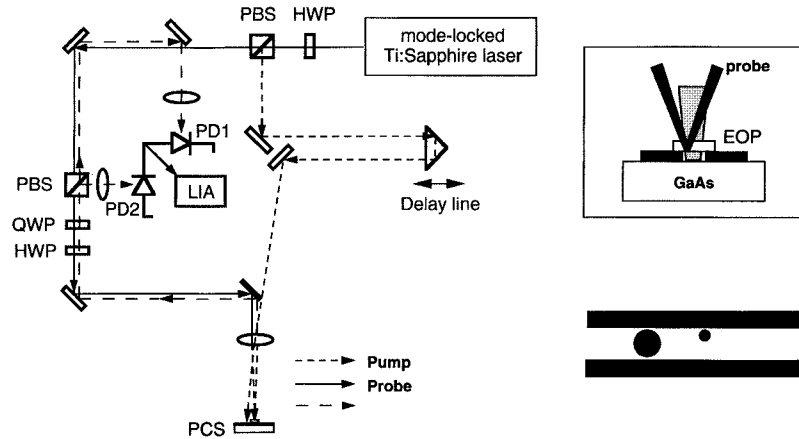 PBS HWP
mode-locked
Ti:Sapphire laser
probe
PD1
EOP
PBS
LIA
GaAs
PD2
Delay line
QWP
HWP
Pump
Probe
PCS